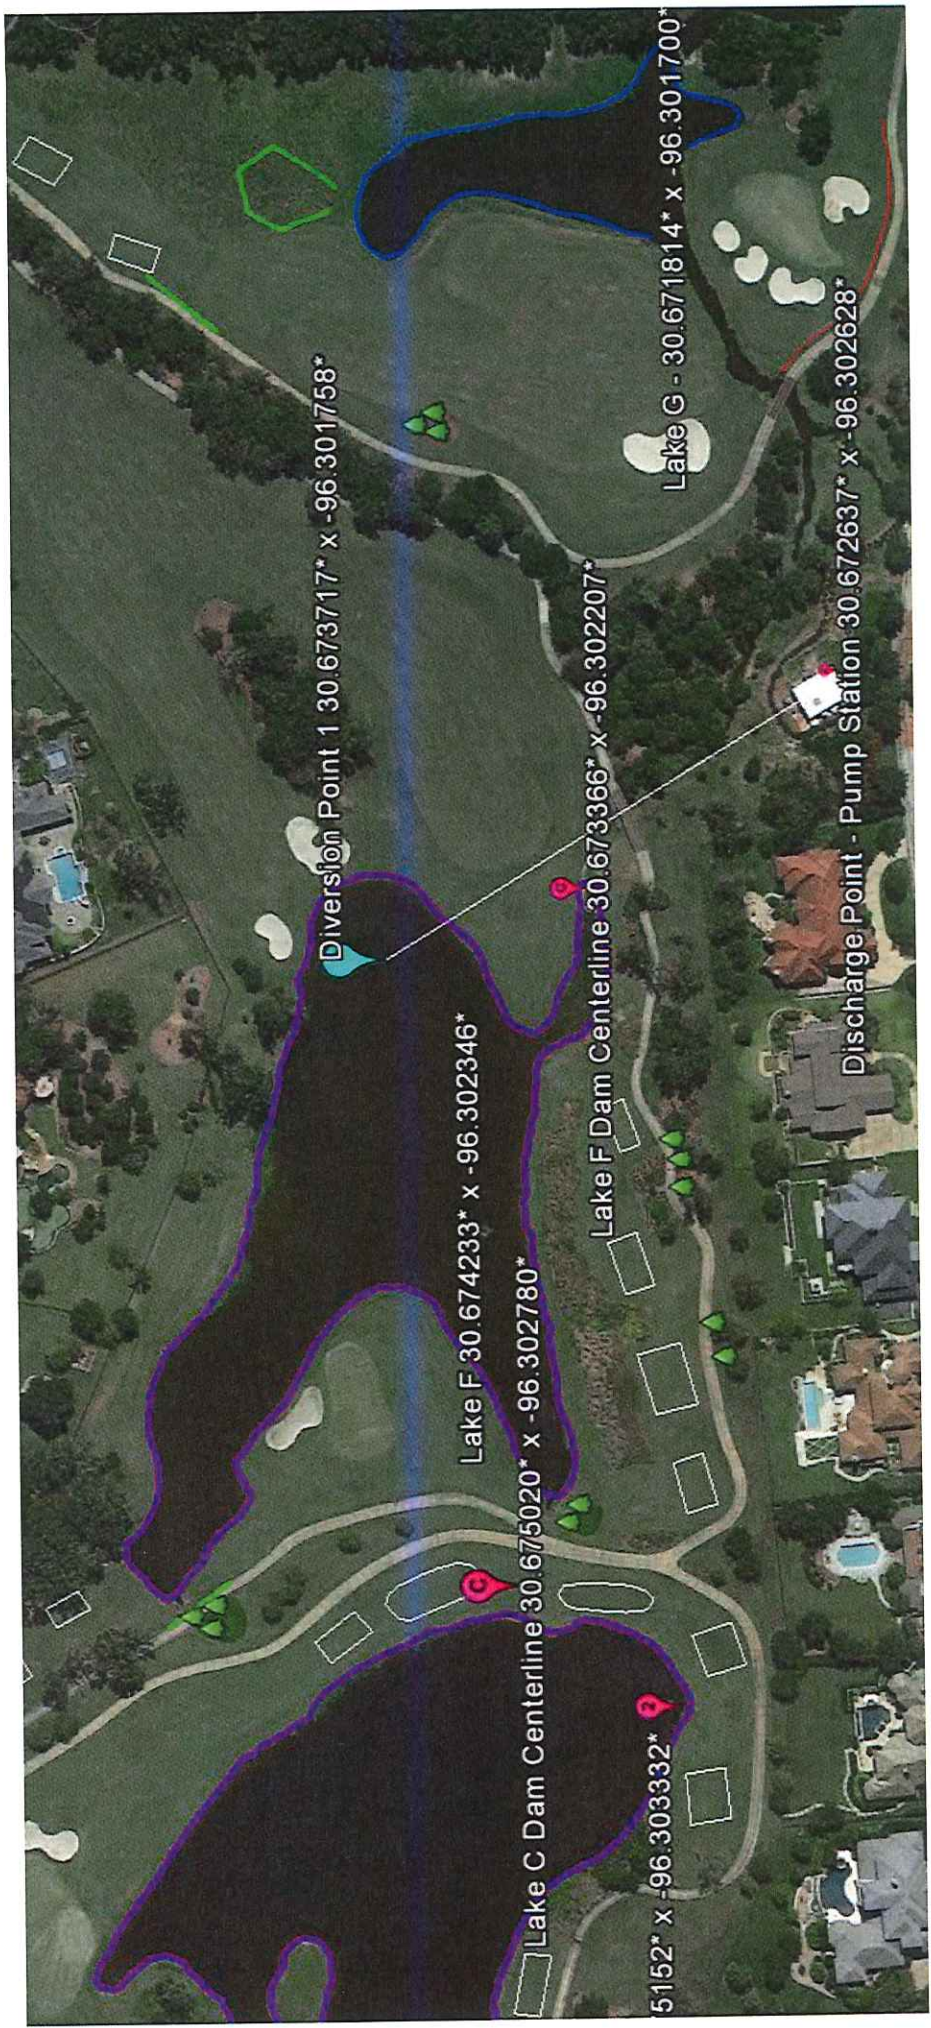 Diversion Point 1 30.673717* x -96.301758*
Lake G - 30.671814* x -96.301700*
Lake F 30.674233* x -96.302346*
Lake C Dam Centerline 30.675020* x -96.302780*
Lake F Dam Centerline 30.673366* x -96.302207*
5152* x -96.303332*
Discharge Point - Pump Station 30.672637* x -96.302628*
C
2